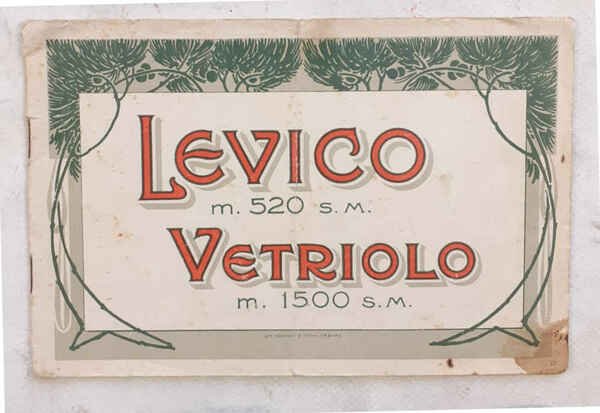 LEVICO
m. 520 S.M.
VETRIOLO
m. 1500 S.M.